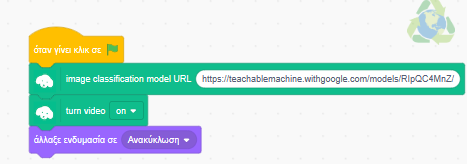 όταν γίνει κλικ σε
image classification model URL https://teachablemachine.withgoogle.com/models/RIpQC4MnZ/
turn video on
άλλαξε ενδυμασία σε Ανακύκλωση